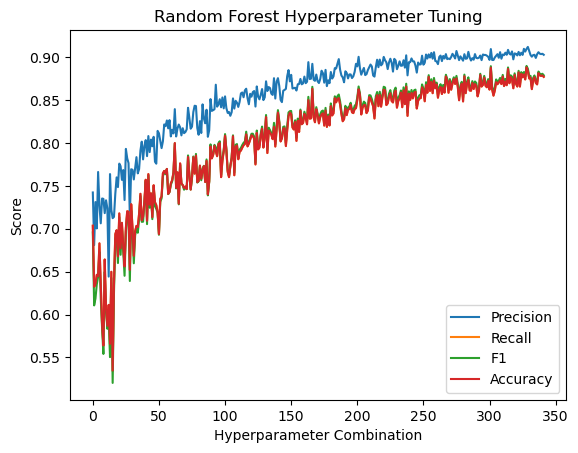 Random Forest Hyperparameter Tuning
Score
0.90
0.85
0.80
0.75
0.70
0.65
0.60
0.55
Precision
Recall
F1
Accuracy
0 50 100 150 200 250 300 350
Hyperparameter Combination